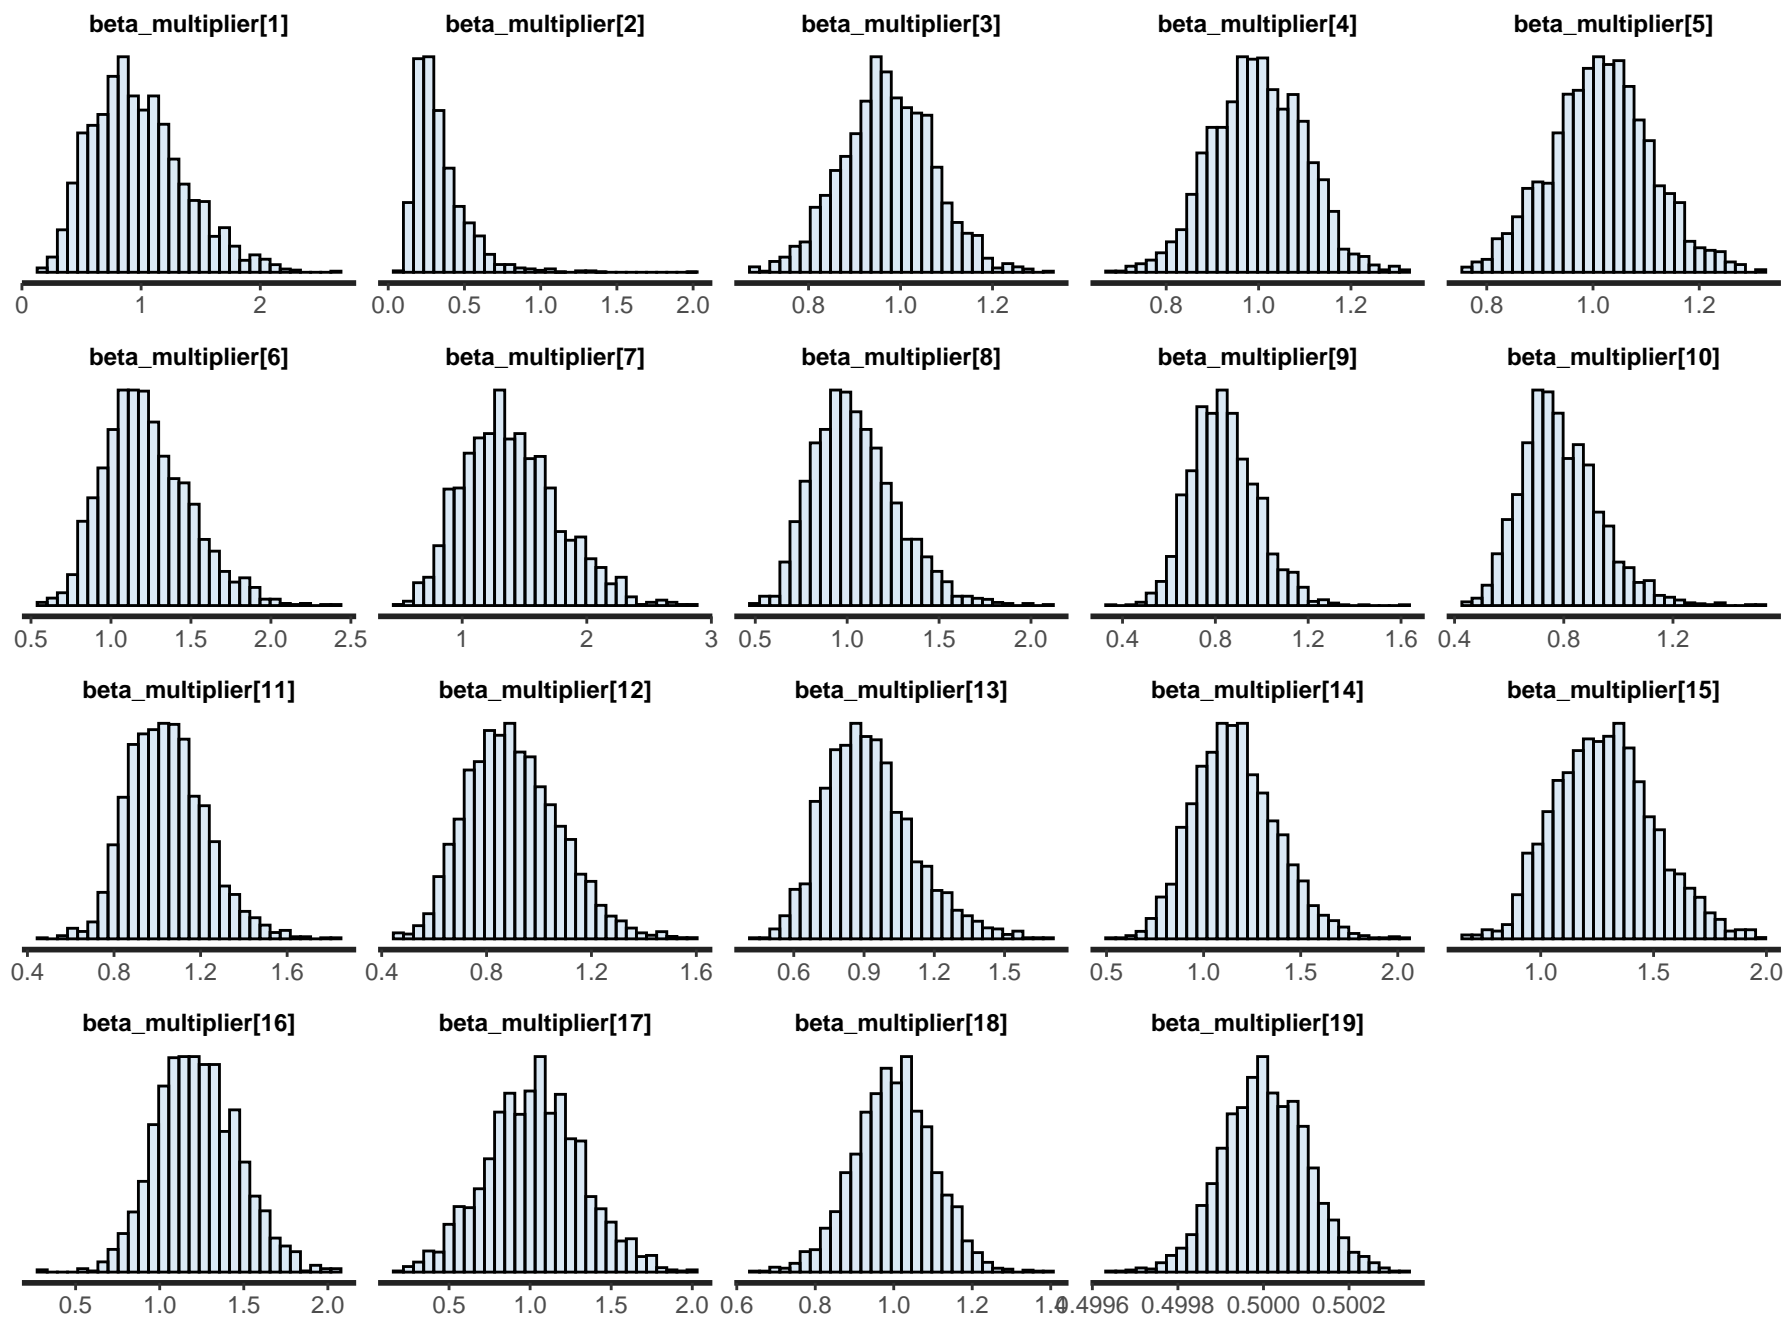 beta_multiplier[1] beta_multiplier[2] beta_multiplier[3] beta_multiplier[4] beta_multiplier[5]
0 1 2 0.0 0.5 1.0 1.5 2.0 0.8 1.0 1.2 0.8 1.0 1.2 0.8 1.0 1.2
beta_multiplier[6] beta_multiplier[7] beta_multiplier[8] beta_multiplier[9] beta_multiplier[10]
0.5 1.0 1.5 2.0 2.5 1 2 3 0.5 1.0 1.5 2.0 0.4 0.8 1.2 1.6 0.4 0.8 1.2
beta_multiplier[11] beta_multiplier[12] beta_multiplier[13] beta_multiplier[14] beta_multiplier[15]
0.4 0.8 1.2 1.6 0.4 0.8 1.2 1.6 0.6 0.9 1.2 1.5 0.5 1.0 1.5 2.0 1.0 1.5 2.0
beta_multiplier[16] beta_multiplier[17] beta_multiplier[18] beta_multiplier[19]
0.5 1.0 1.5 2.0 0.5 1.0 1.5 2.0 0.6 0.8 1.0 1.2 1.4 0.4996 0.4998 0.5000 0.5002